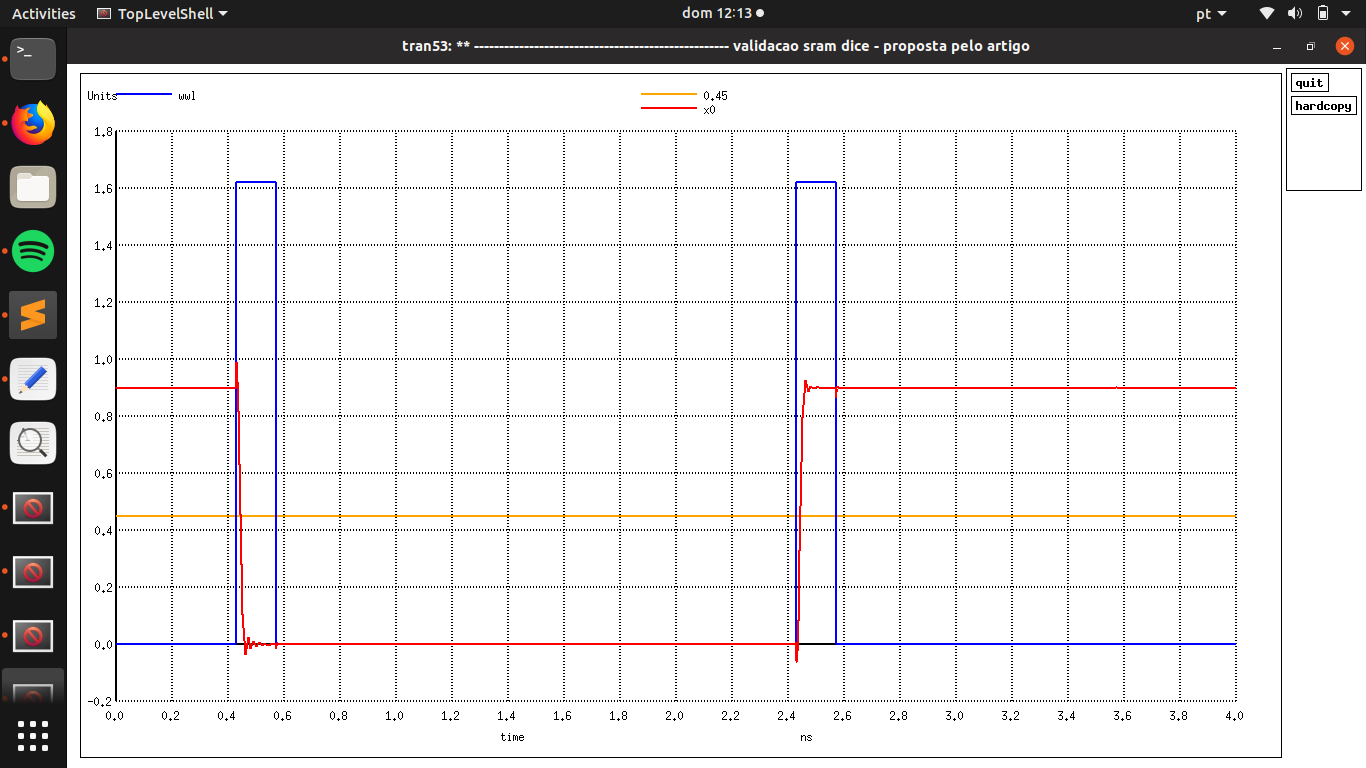 Activities TopLevelShell dom 12:13 pt
tran53: ** --------------------------------------------------- validacao sram dice - proposta pelo artigo
>_
quit
hardcopy
Units wwl 0.45
x0
1.8
1.6
1.4
1.2
1.0
0.8
0.6
0.4
0.2
0.0
-0.2
0.0 0.2 0.4 0.6 0.8 1.0 1.2 1.4 1.6 1.8 2.0 2.2 2.4 2.6 2.8 3.0 3.2 3.4 3.6 3.8 4.0
time ns